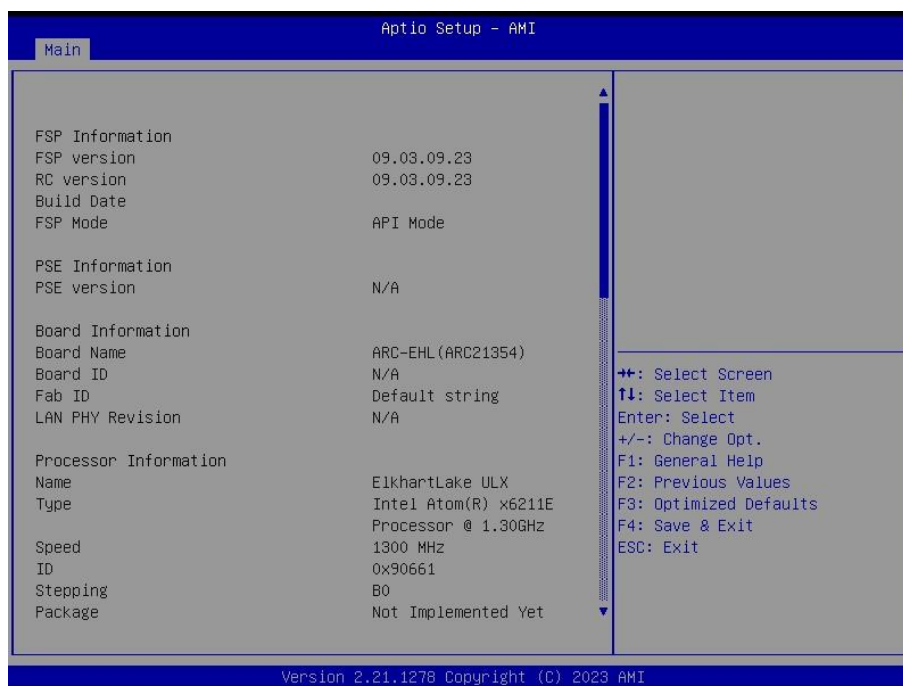 Aptio Setup - AMI
Main
FSP Information
FSP version 09.03.09.23
RC version 09.03.09.23
Build Date
FSP Mode API Mode
PSE Information
PSE version N/A
Board Information
Board Name ARC-EHL(ARC21354)
Board ID N/A
Fab ID Default string
LAN PHY Revision N/A
Processor Information
Name ElkhartLake ULX
Type Intel Atom(R) x6211E
Processor @ 1.30GHz
Speed 1300 MHz
ID 0x90661
Stepping B0
Package Not Implemented Yet
→←: Select Screen
↑↓: Select Item
Enter: Select
+/-: Change Opt.
F1: General Help
F2: Previous Values
F3: Optimized Defaults
F4: Save & Exit
ESC: Exit
Version 2.21.1278 Copyright (C) 2023 AMI